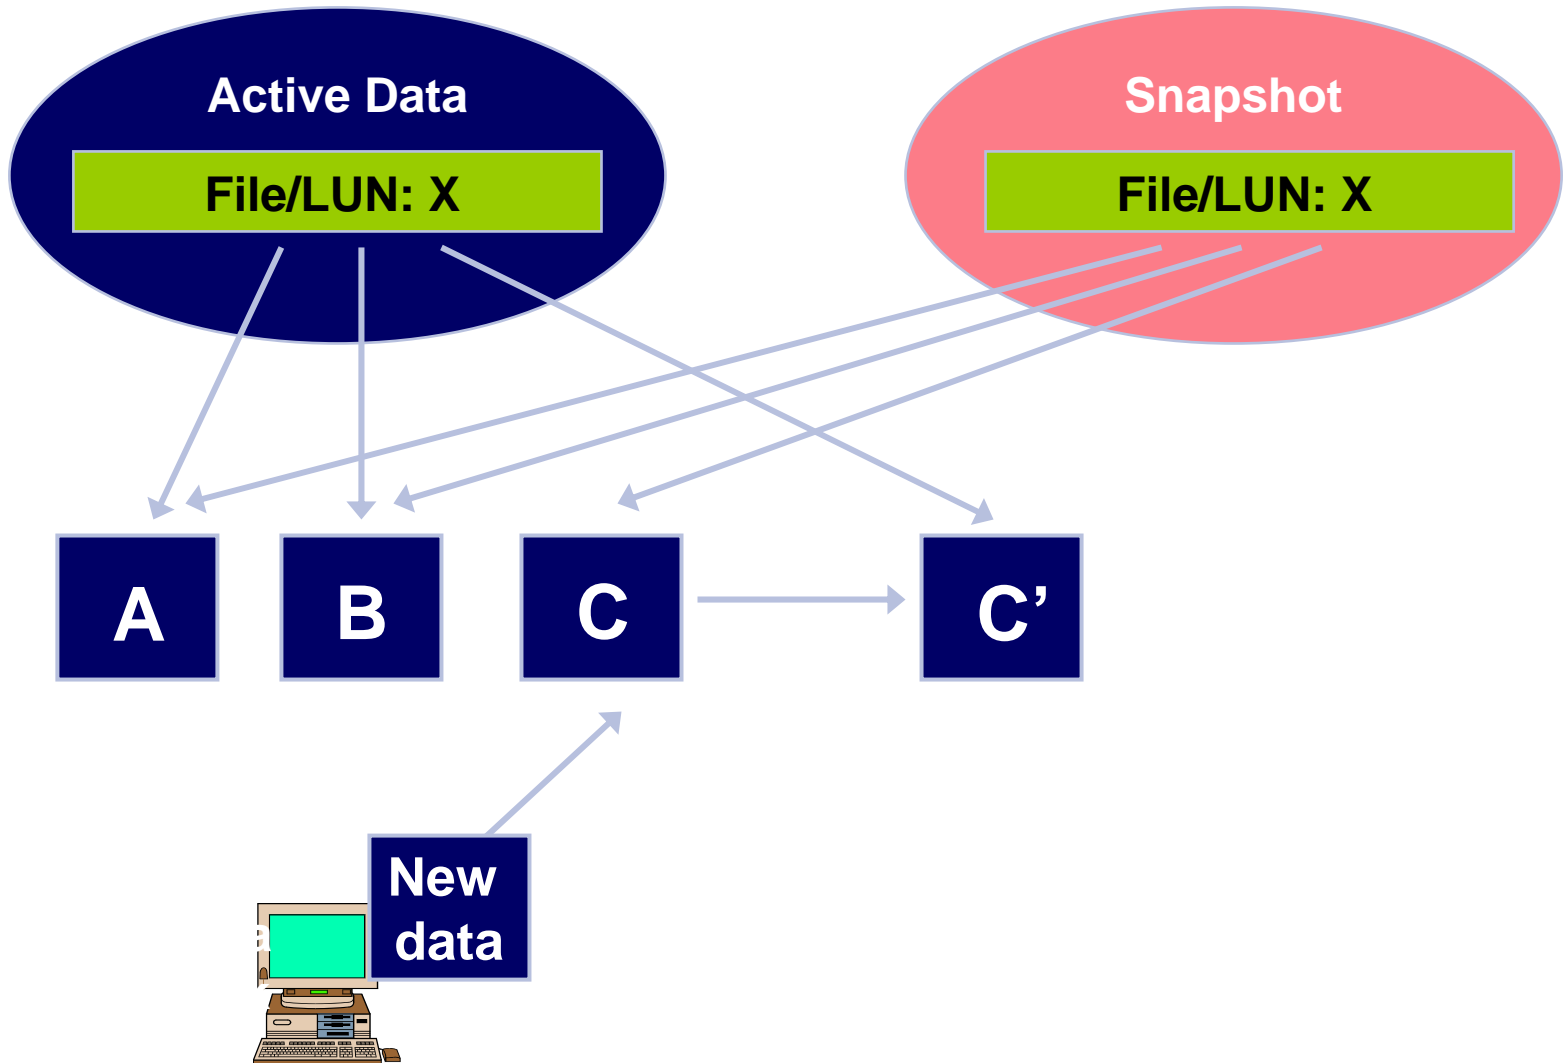 Active Data
Snapshot
File/LUN: X
File/LUN: X
A
B
C
C’
New
data
a